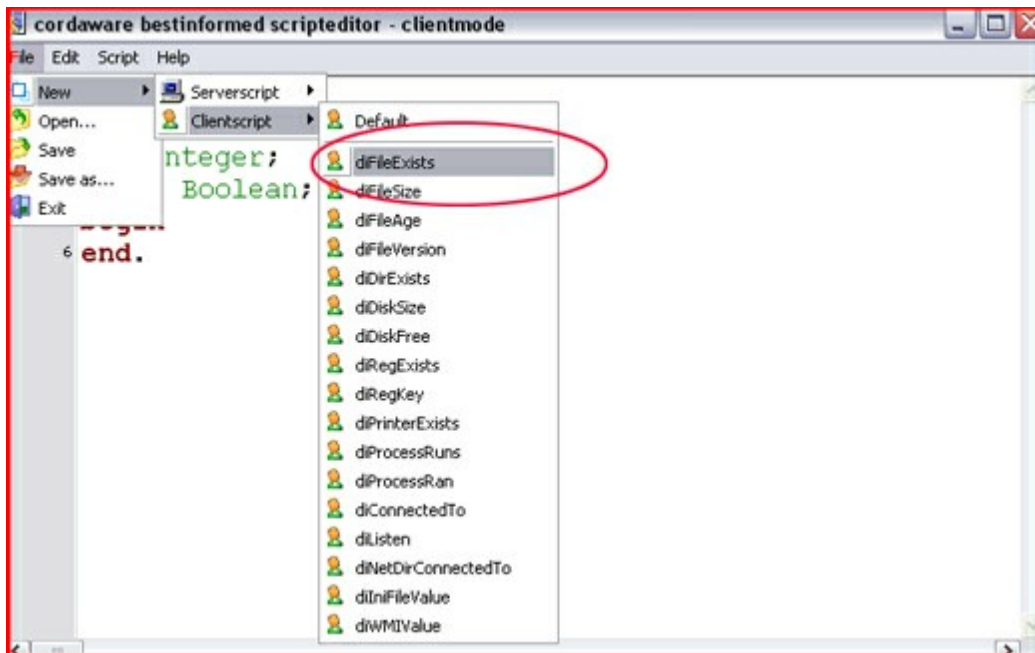 cordaware bestinformed scripteditor - clientmode
File Edit Script Help
New
Open...
Save
Save as...
Exit
Serverscript
Clientscript
Default
diFileExists
diFileSize
diFileAge
diFileVersion
diDirExists
diDiskSize
diDiskFree
diRegExists
diRegKey
diPrinterExists
diProcessRuns
diProcessRan
diConnectedTo
diListen
diNetDirConnectedTo
diIniFileValue
diWMIValue
nteger;
Boolean;
begin
6 end.